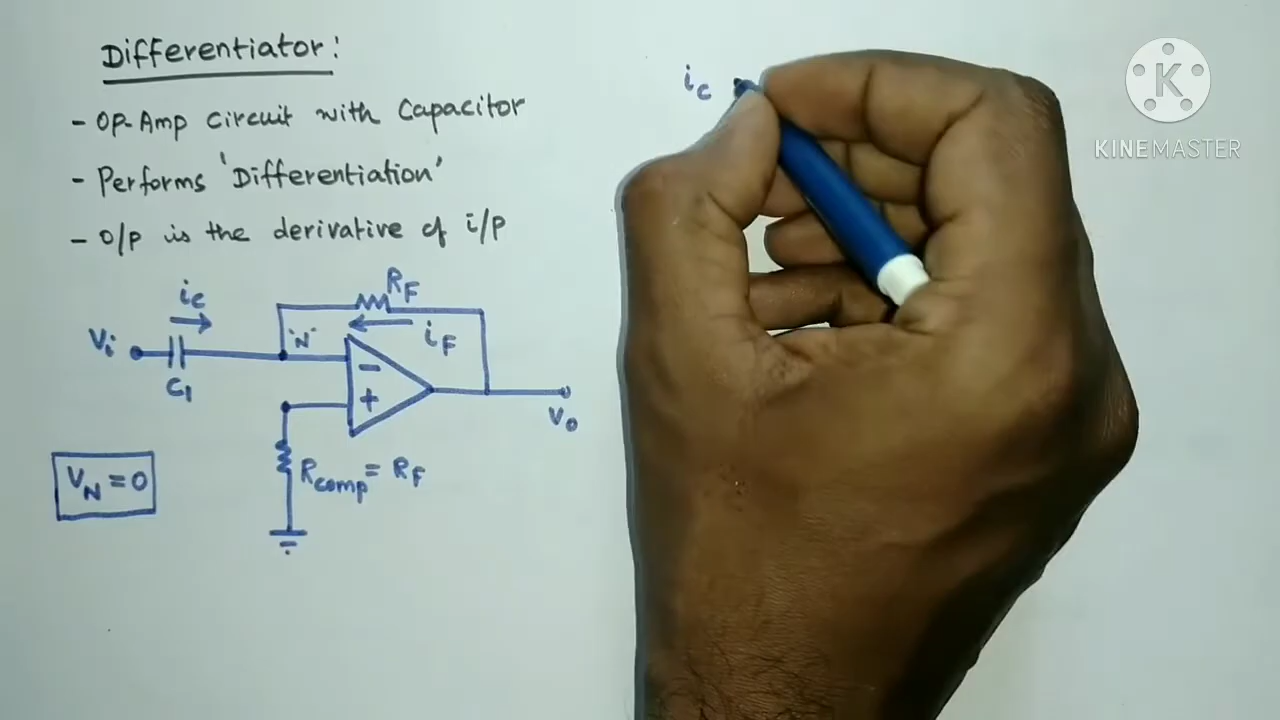 Differentiator:
- OP-Amp circuit with Capacitor
- Performs 'Differentiation'
- O/P is the derivative of i/p
ic
RF
ic
'N'
iF
Vi
C1
-
+
Vo
Rcomp = RF
VN = 0
K
KINEMASTER